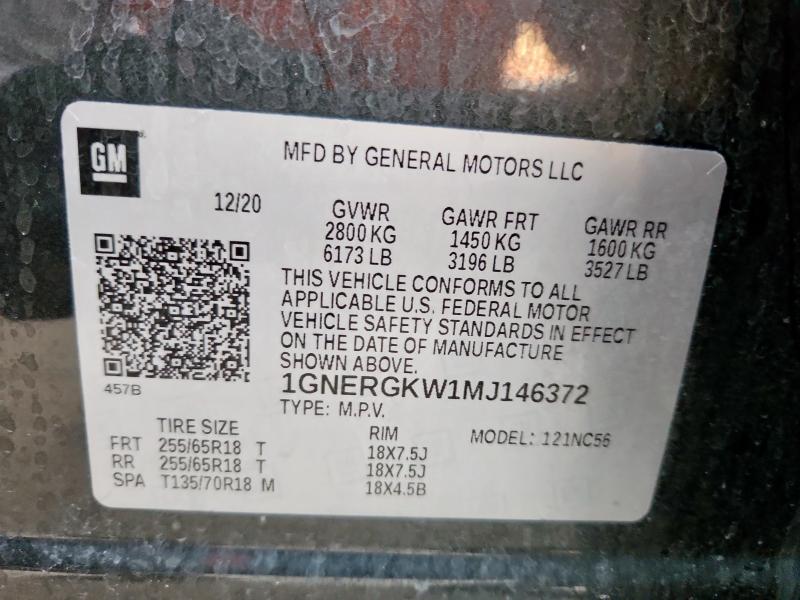 GM
MFD BY GENERAL MOTORS LLC
12/20
GVWR
2800 KG
6173 LB
GAWR FRT
1450 KG
3196 LB
GAWR RR
1600 KG
3527 LB
THIS VEHICLE CONFORMS TO ALL
APPLICABLE U.S. FEDERAL MOTOR
VEHICLE SAFETY STANDARDS IN EFFECT
ON THE DATE OF MANUFACTURE
SHOWN ABOVE.
457B
1GNERGKW1MJ146372
TYPE: M.P.V.
TIRE SIZE RIM MODEL: 121NC56
FRT 255/65R18 T 18X7.5J
RR 255/65R18 T 18X7.5J
SPA T135/70R18 M 18X4.5B